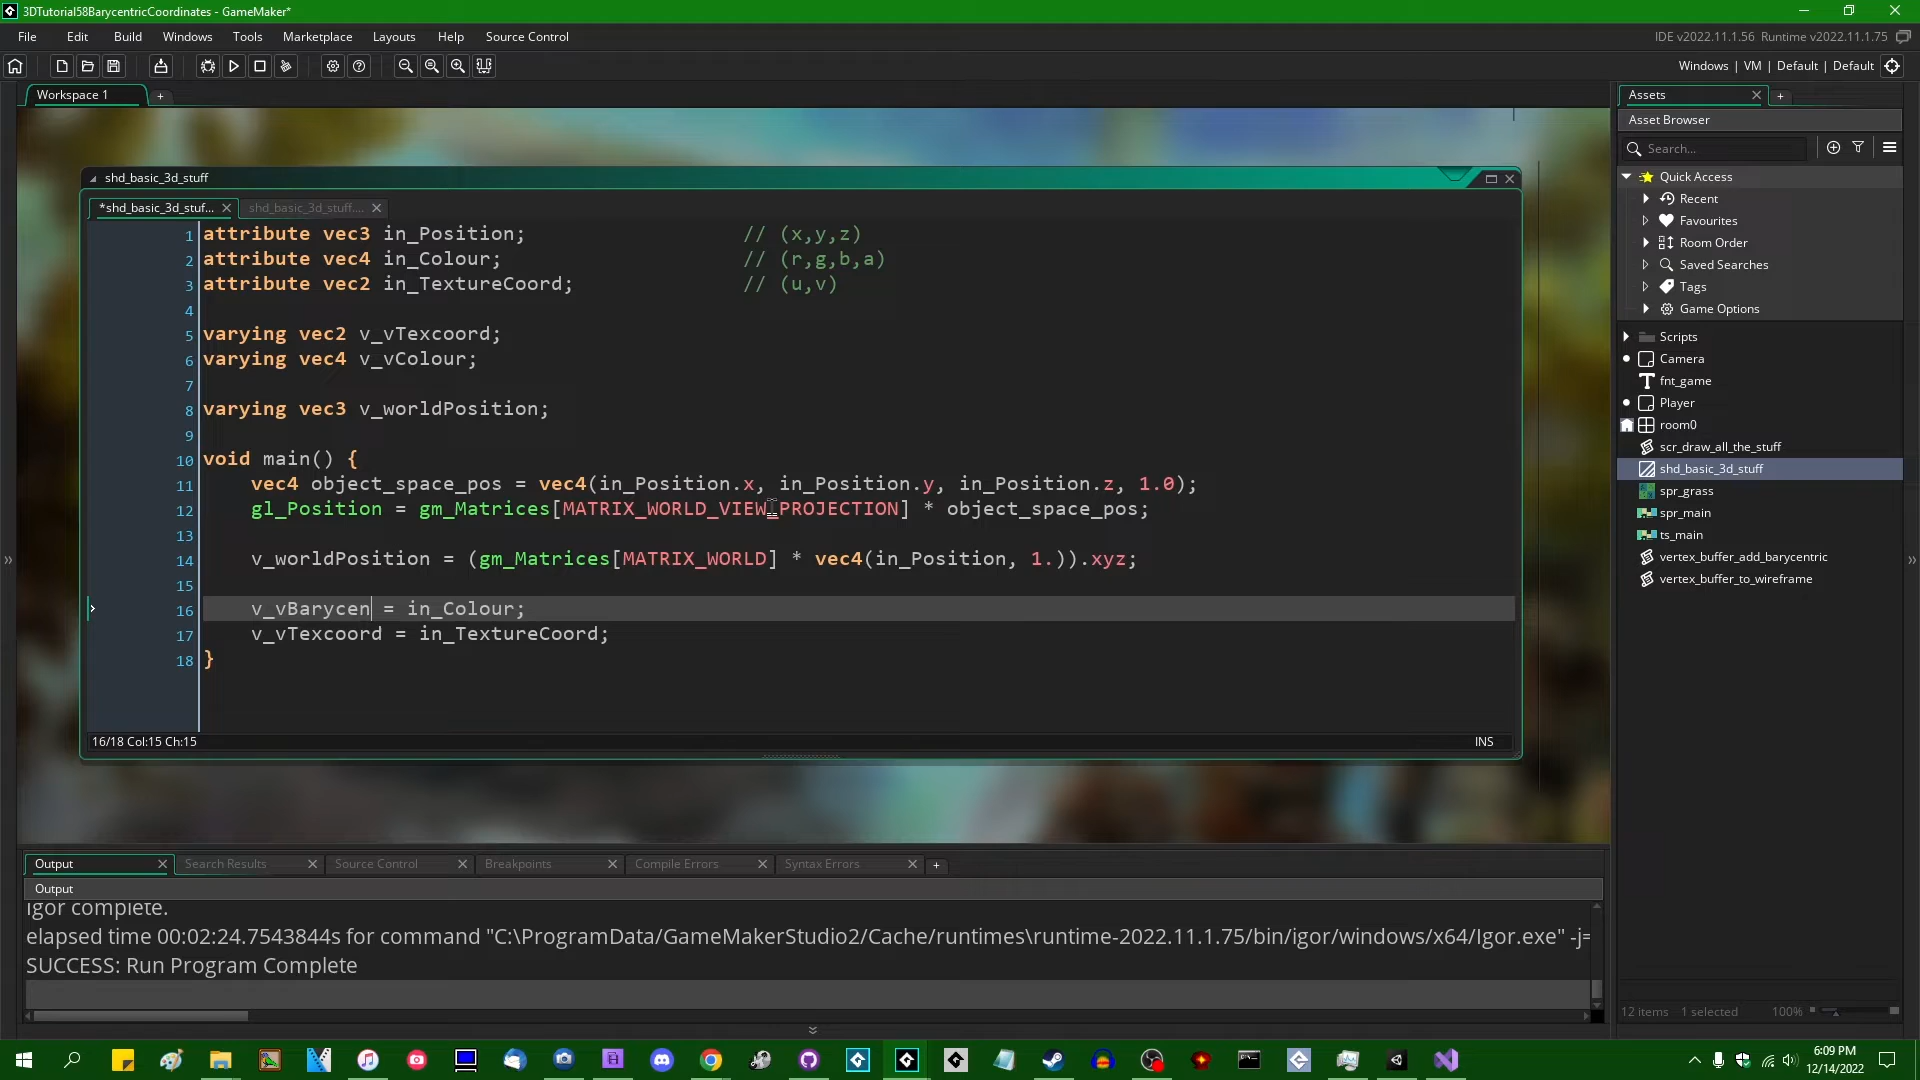 3DTutorial58BarycentricCoordinates - GameMaker*
File Edit Build Windows Tools Marketplace Layouts Help Source Control
IDE v2022.11.1.56 Runtime v2022.11.1.75
Windows | VM | Default | Default
Workspace 1
+
Assets
+
Asset Browser
Search...
Quick Access
Recent
Favourites
Room Order
Saved Searches
Tags
Game Options
Scripts
Camera
fnt_game
Player
room0
scr_draw_all_the_stuff
shd_basic_3d_stuff
spr_grass
spr_main
ts_main
vertex_buffer_add_barycentric
vertex_buffer_to_wireframe
12 items 1 selected 100%
shd_basic_3d_stuff
*shd_basic_3d_stuf... shd_basic_3d_stuff....
1 attribute vec3 in_Position; // (x,y,z)
2 attribute vec4 in_Colour; // (r,g,b,a)
3 attribute vec2 in_TextureCoord; // (u,v)
4
5 varying vec2 v_vTexcoord;
6 varying vec4 v_vColour;
7
8 varying vec3 v_worldPosition;
9
10 void main() {
11 vec4 object_space_pos = vec4(in_Position.x, in_Position.y, in_Position.z, 1.0);
12 gl_Position = gm_Matrices[MATRIX_WORLD_VIEW_PROJECTION] * object_space_pos;
13
14 v_worldPosition = (gm_Matrices[MATRIX_WORLD] * vec4(in_Position, 1.)).xyz;
15
16 v_vBarycen = in_Colour;
17 v_vTexcoord = in_TextureCoord;
18 }
16/18 Col:15 Ch:15
INS
Output Search Results Source Control Breakpoints Compile Errors Syntax Errors +
Output
Igor complete.
elapsed time 00:02:24.7543844s for command "C:\ProgramData/GameMakerStudio2/Cache/runtimes\runtime-2022.11.1.75/bin/igor/windows/x64/Igor.exe" -j=
SUCCESS: Run Program Complete
6:09 PM
12/14/2022